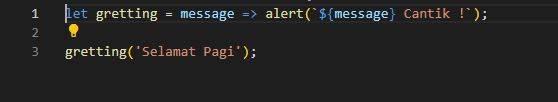 1 let gretting = message => alert(`${message} Cantik !`);
2
3 gretting('Selamat Pagi');